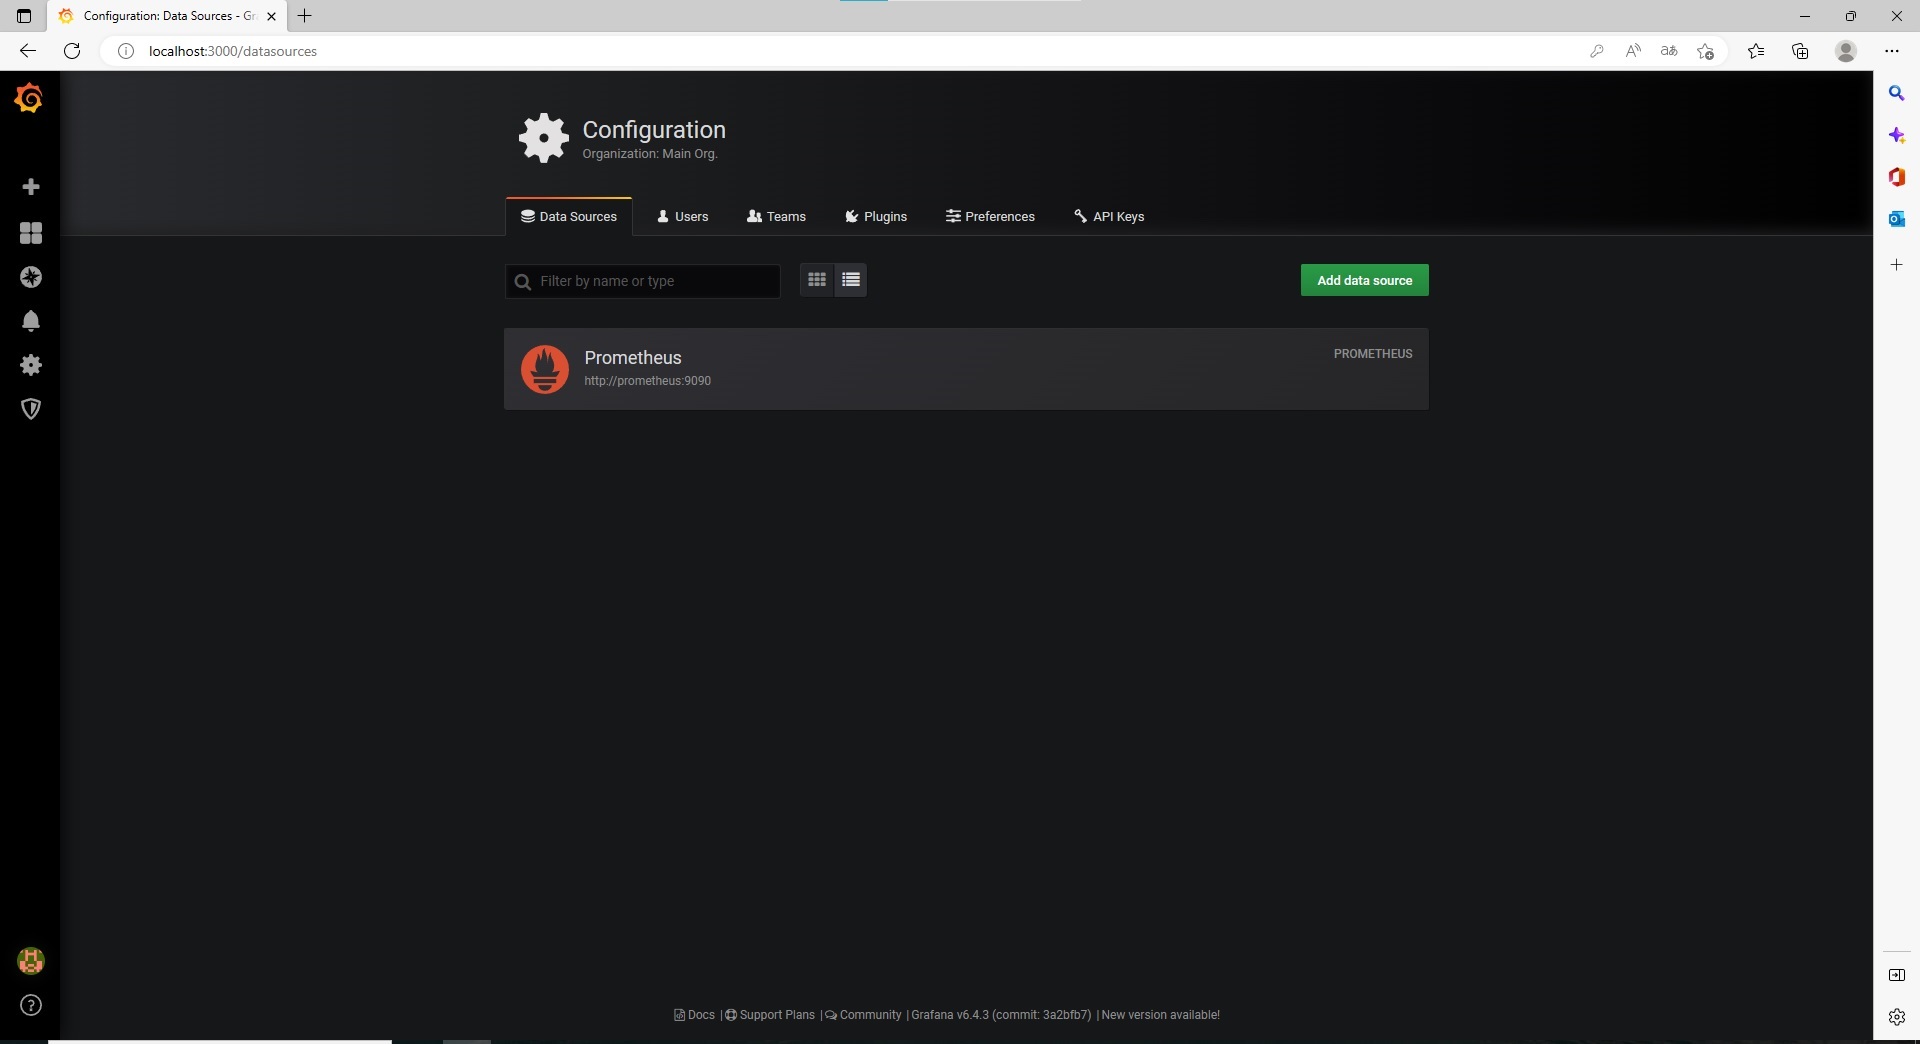 Configuration: Data Sources - Gr
localhost:3000/datasources
Configuration
Organization: Main Org.
Data Sources
Users
Teams
Plugins
Preferences
API Keys
Filter by name or type
Add data source
Prometheus
PROMETHEUS
http://prometheus:9090
Docs | Support Plans | Community | Grafana v6.4.3 (commit: 3a2bfb7) | New version available!